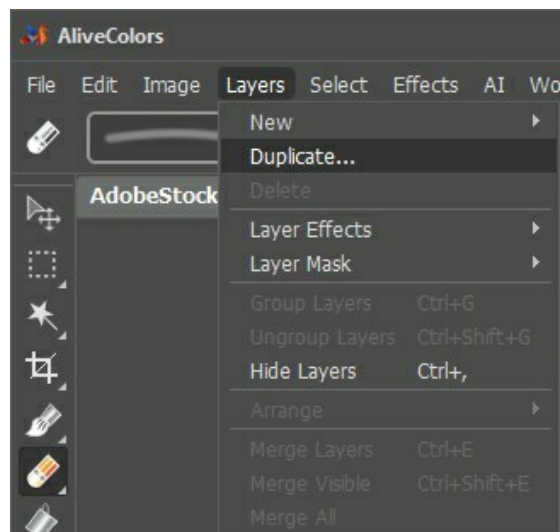 AliveColors
File Edit Image Layers Select Effects AI Wo
New
Duplicate...
AdobeStock
Delete
Layer Effects
Layer Mask
Group Layers Ctrl+G
Ungroup Layers Ctrl+Shift+G
Hide Layers Ctrl+,
Arrange
Merge Layers Ctrl+E
Merge Visible Ctrl+Shift+E
Merge All